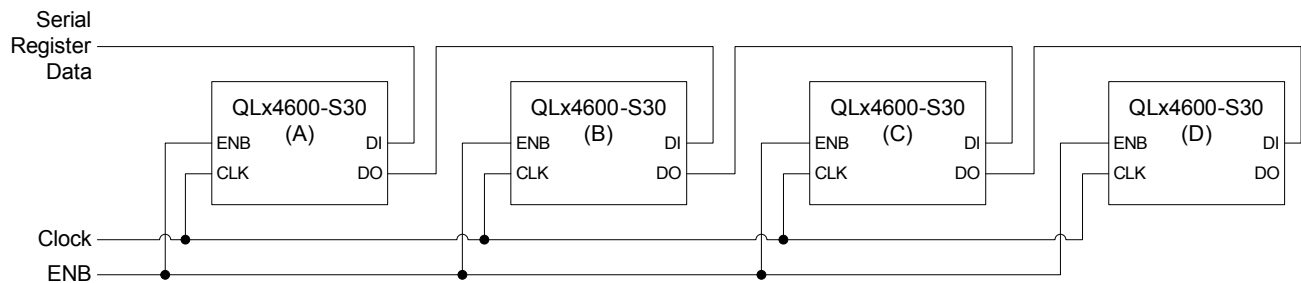 Serial
Register
Data
QLx4600-S30
(A)
ENB
DI
CLK
DO
QLx4600-S30
(B)
ENB
DI
CLK
DO
QLx4600-S30
(C)
ENB
DI
CLK
DO
QLx4600-S30
(D)
ENB
DI
CLK
DO
Clock
ENB